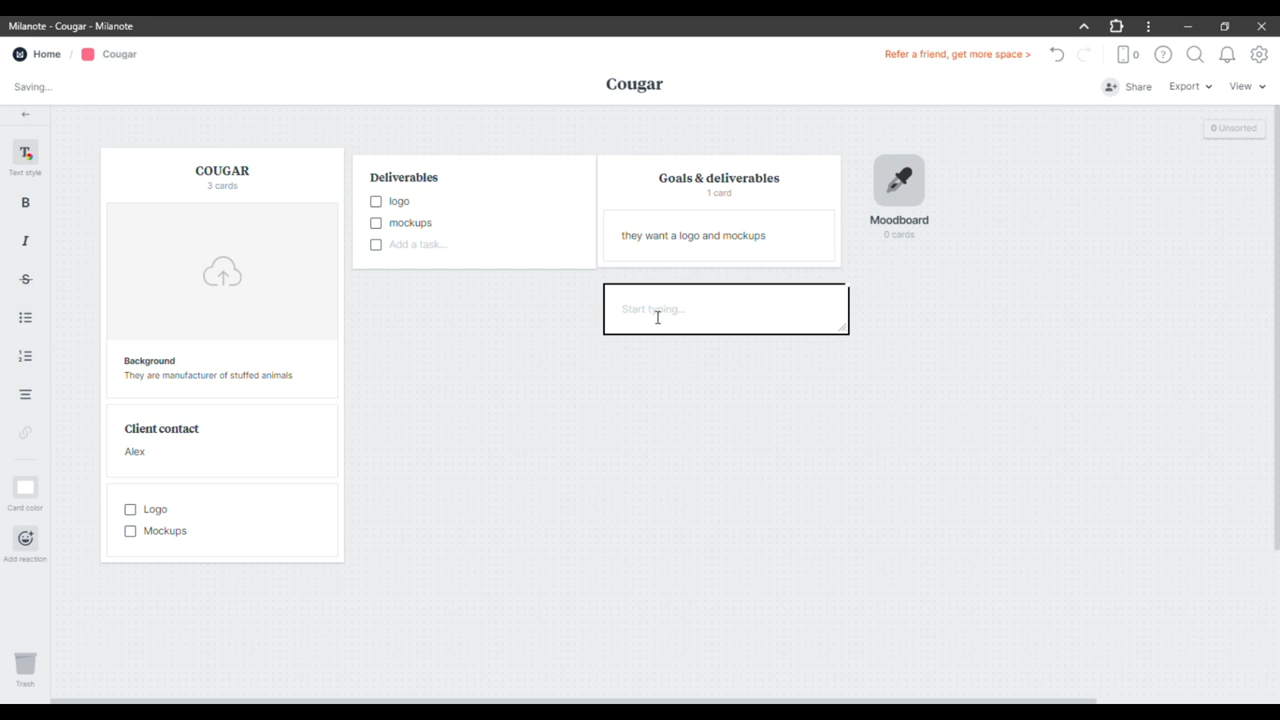 Milanote - Cougar - Milanote
Home / Cougar
Refer a friend, get more space >
0
?
Saving...
Cougar
Share
Export
View
0 Unsorted
T
Text style
B
I
S
Card color
Add reaction
Trash
COUGAR
3 cards
Background
They are manufacturer of stuffed animals
Client contact
Alex
Logo
Mockups
Deliverables
logo
mockups
Add a task...
Goals & deliverables
1 card
they want a logo and mockups
Start typing...
Moodboard
0 cards